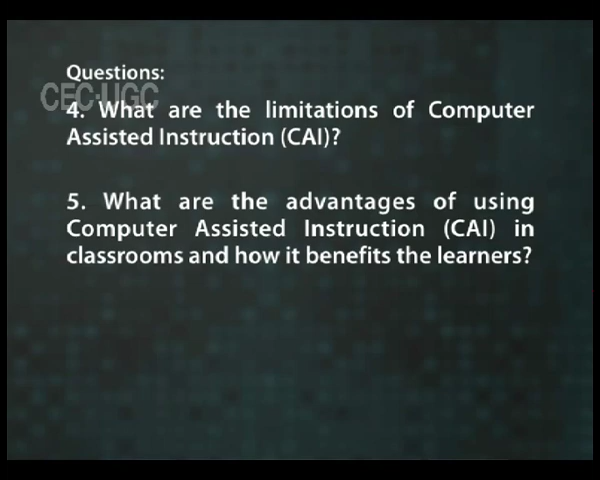 Questions:
CEC-UGC
4. What are the limitations of Computer
Assisted Instruction (CAI)?
5. What are the advantages of using
Computer Assisted Instruction (CAI) in
classrooms and how it benefits the learners?